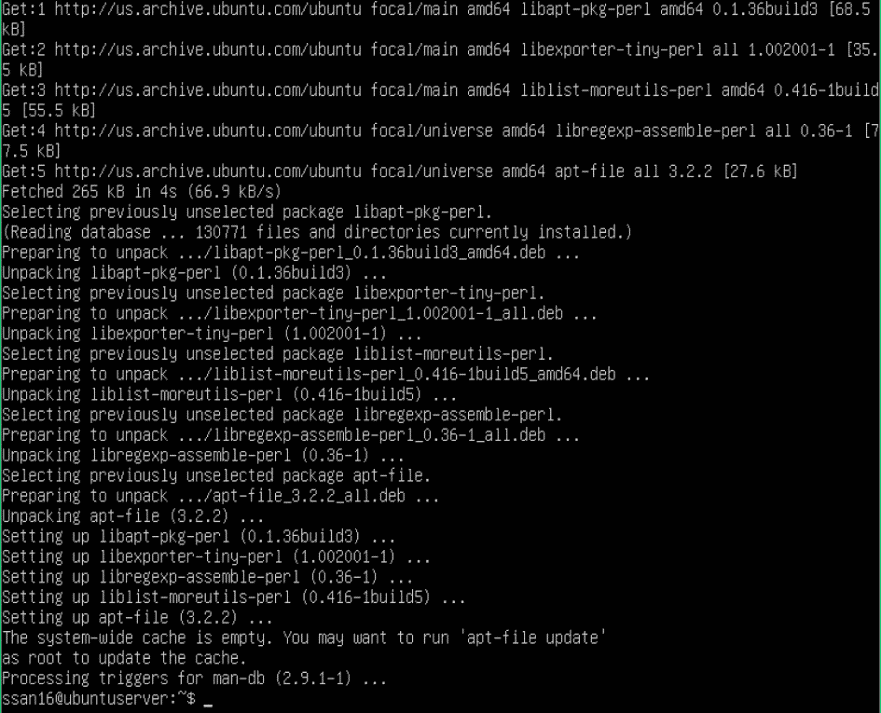 Get:1 http://us.archive.ubuntu.com/ubuntu focal/main amd64 libapt-pkg-perl amd64 0.1.36build3 [68.5
kB]
Get:2 http://us.archive.ubuntu.com/ubuntu focal/main amd64 libexporter-tiny-perl all 1.002001-1 [35.
5 kB]
Get:3 http://us.archive.ubuntu.com/ubuntu focal/main amd64 liblist-moreutils-perl amd64 0.416-1build
5 [55.5 kB]
Get:4 http://us.archive.ubuntu.com/ubuntu focal/universe amd64 libregexp-assemble-perl all 0.36-1 [7
7.5 kB]
Get:5 http://us.archive.ubuntu.com/ubuntu focal/universe amd64 apt-file all 3.2.2 [27.6 kB]
Fetched 265 kB in 4s (66.9 kB/s)
Selecting previously unselected package libapt-pkg-perl.
(Reading database ... 130771 files and directories currently installed.)
Preparing to unpack .../libapt-pkg-perl_0.1.36build3_amd64.deb ...
Unpacking libapt-pkg-perl (0.1.36build3) ...
Selecting previously unselected package libexporter-tiny-perl.
Preparing to unpack .../libexporter-tiny-perl_1.002001-1_all.deb ...
Unpacking libexporter-tiny-perl (1.002001-1) ...
Selecting previously unselected package liblist-moreutils-perl.
Preparing to unpack .../liblist-moreutils-perl_0.416-1build5_amd64.deb ...
Unpacking liblist-moreutils-perl (0.416-1build5) ...
Selecting previously unselected package libregexp-assemble-perl.
Preparing to unpack .../libregexp-assemble-perl_0.36-1_all.deb ...
Unpacking libregexp-assemble-perl (0.36-1) ...
Selecting previously unselected package apt-file.
Preparing to unpack .../apt-file_3.2.2_all.deb ...
Unpacking apt-file (3.2.2) ...
Setting up libapt-pkg-perl (0.1.36build3) ...
Setting up libexporter-tiny-perl (1.002001-1) ...
Setting up libregexp-assemble-perl (0.36-1) ...
Setting up liblist-moreutils-perl (0.416-1build5) ...
Setting up apt-file (3.2.2) ...
The system-wide cache is empty. You may want to run 'apt-file update'
as root to update the cache.
Processing triggers for man-db (2.9.1-1) ...
ssan16@ubuntuserver:~$ _